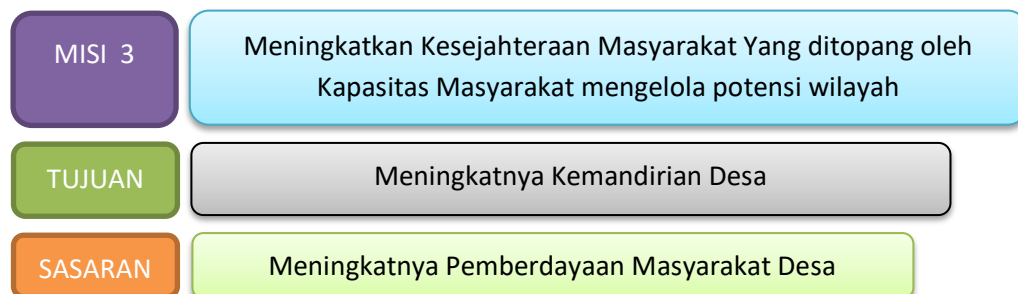 MISI 3
Meningkatkan Kesejahteraan Masyarakat Yang ditopang oleh
Kapasitas Masyarakat mengelola potensi wilayah
TUJUAN
Meningkatnya Kemandirian Desa
SASARAN
Meningkatnya Pemberdayaan Masyarakat Desa